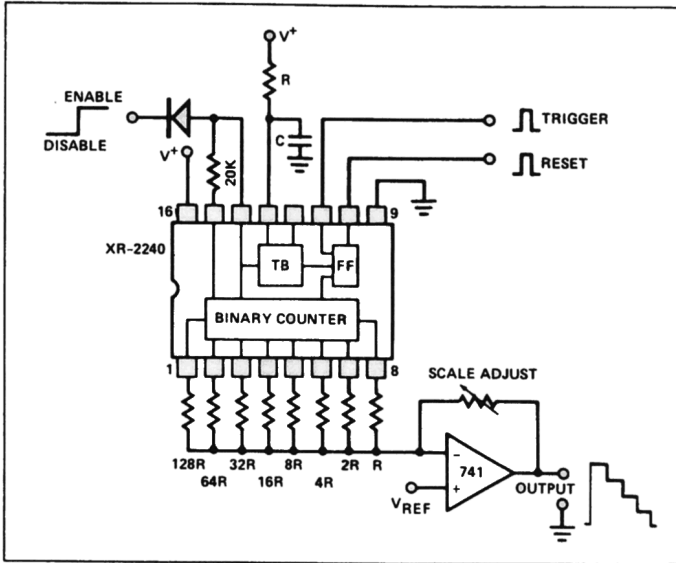 V+
R
ENABLE
DISABLE
C
TRIGGER
V+
20K
RESET
16
9
XR-2240
TB
FF
BINARY COUNTER
1
8
SCALE ADJUST
128R
64R
32R
16R
8R
4R
2R
R
−
741
+
VREF
OUTPUT